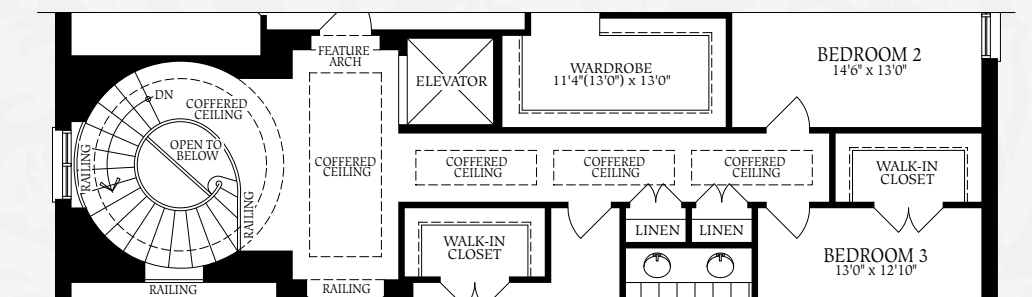 FEATURE
ARCH
ELEVATOR
WARDROBE
11'4"(13'0") x 13'0"
BEDROOM 2
14'6" x 13'0"
DN
COFFERED
CEILING
OPEN TO
BELOW
RAILING
RAILING
COFFERED
CEILING
COFFERED
CEILING
COFFERED
CEILING
COFFERED
CEILING
WALK-IN
CLOSET
LINEN
LINEN
WALK-IN
CLOSET
BEDROOM 3
13'0" x 12'10"
RAILING
RAILING